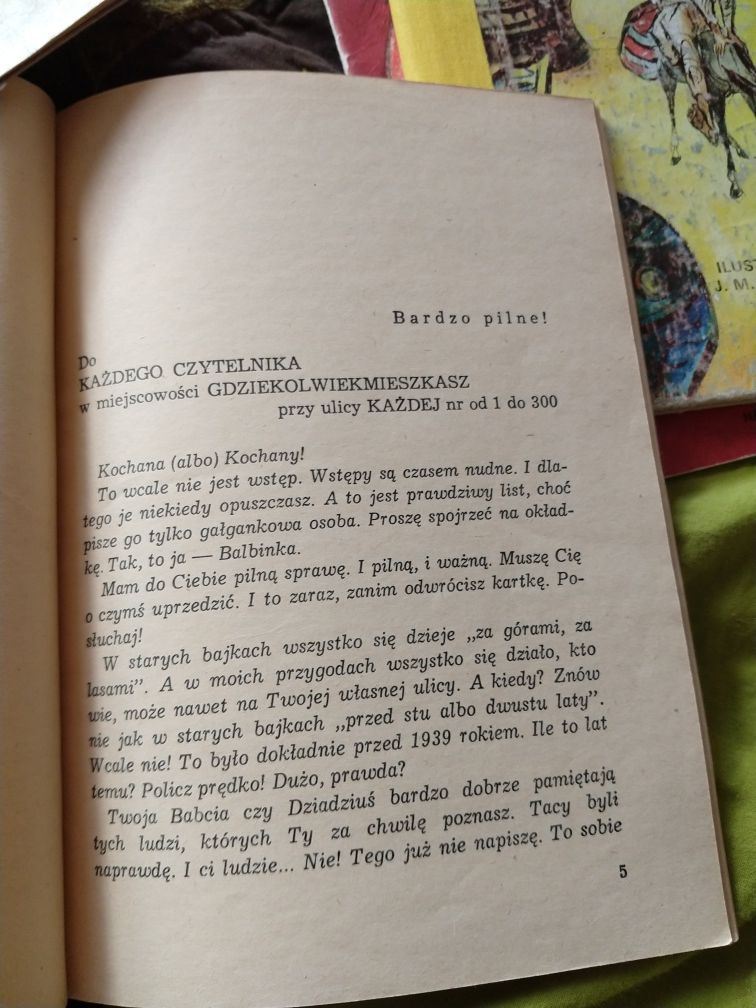 Bardzo pilne!
Do
KAŻDEGO CZYTELNIKA
w miejscowości GDZIEKOLWIEKMIESZKASZ
przy ulicy KAŻDEJ nr od 1 do 300
Kochana (albo) Kochany!
To wcale nie jest wstęp. Wstępy są czasem nudne. I dla-
tego je niekiedy opuszczasz. A to jest prawdziwy list, choć
pisze go tylko gałgankowa osoba. Proszę spojrzeć na okład-
kę. Tak, to ja — Balbinka.
Mam do Ciebie pilną sprawę. I pilną, i ważną. Muszę Cię
o czymś uprzedzić. I to zaraz, zanim odwrócisz kartkę. Po-
słuchaj!
W starych bajkach wszystko się dzieje „za górami, za
lasami”. A w moich przygodach wszystko się działo, kto
wie, może nawet na Twojej własnej ulicy. A kiedy? Znów
nie jak w starych bajkach „przed stu albo dwustu laty”.
Wcale nie! To było dokładnie przed 1939 rokiem. Ile to lat
temu? Policz prędko! Dużo, prawda?
Twoja Babcia czy Dziadziuś bardzo dobrze pamiętają
tych ludzi, których Ty za chwilę poznasz. Tacy byli
naprawdę. I ci ludzie... Nie! Tego już nie napiszę. To sobie
5
ILUS
J. M.